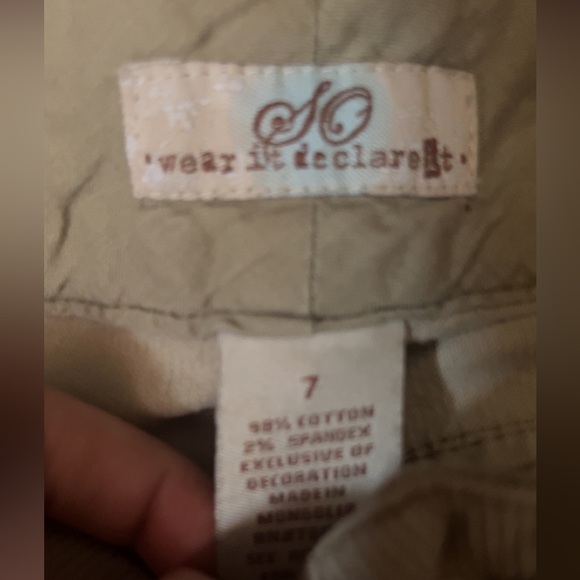 SO
·wear it declare it·
7
98% COTTON
2% SPANDEX
EXCLUSIVE OF
DECORATION
MADE IN
MONGOLIA